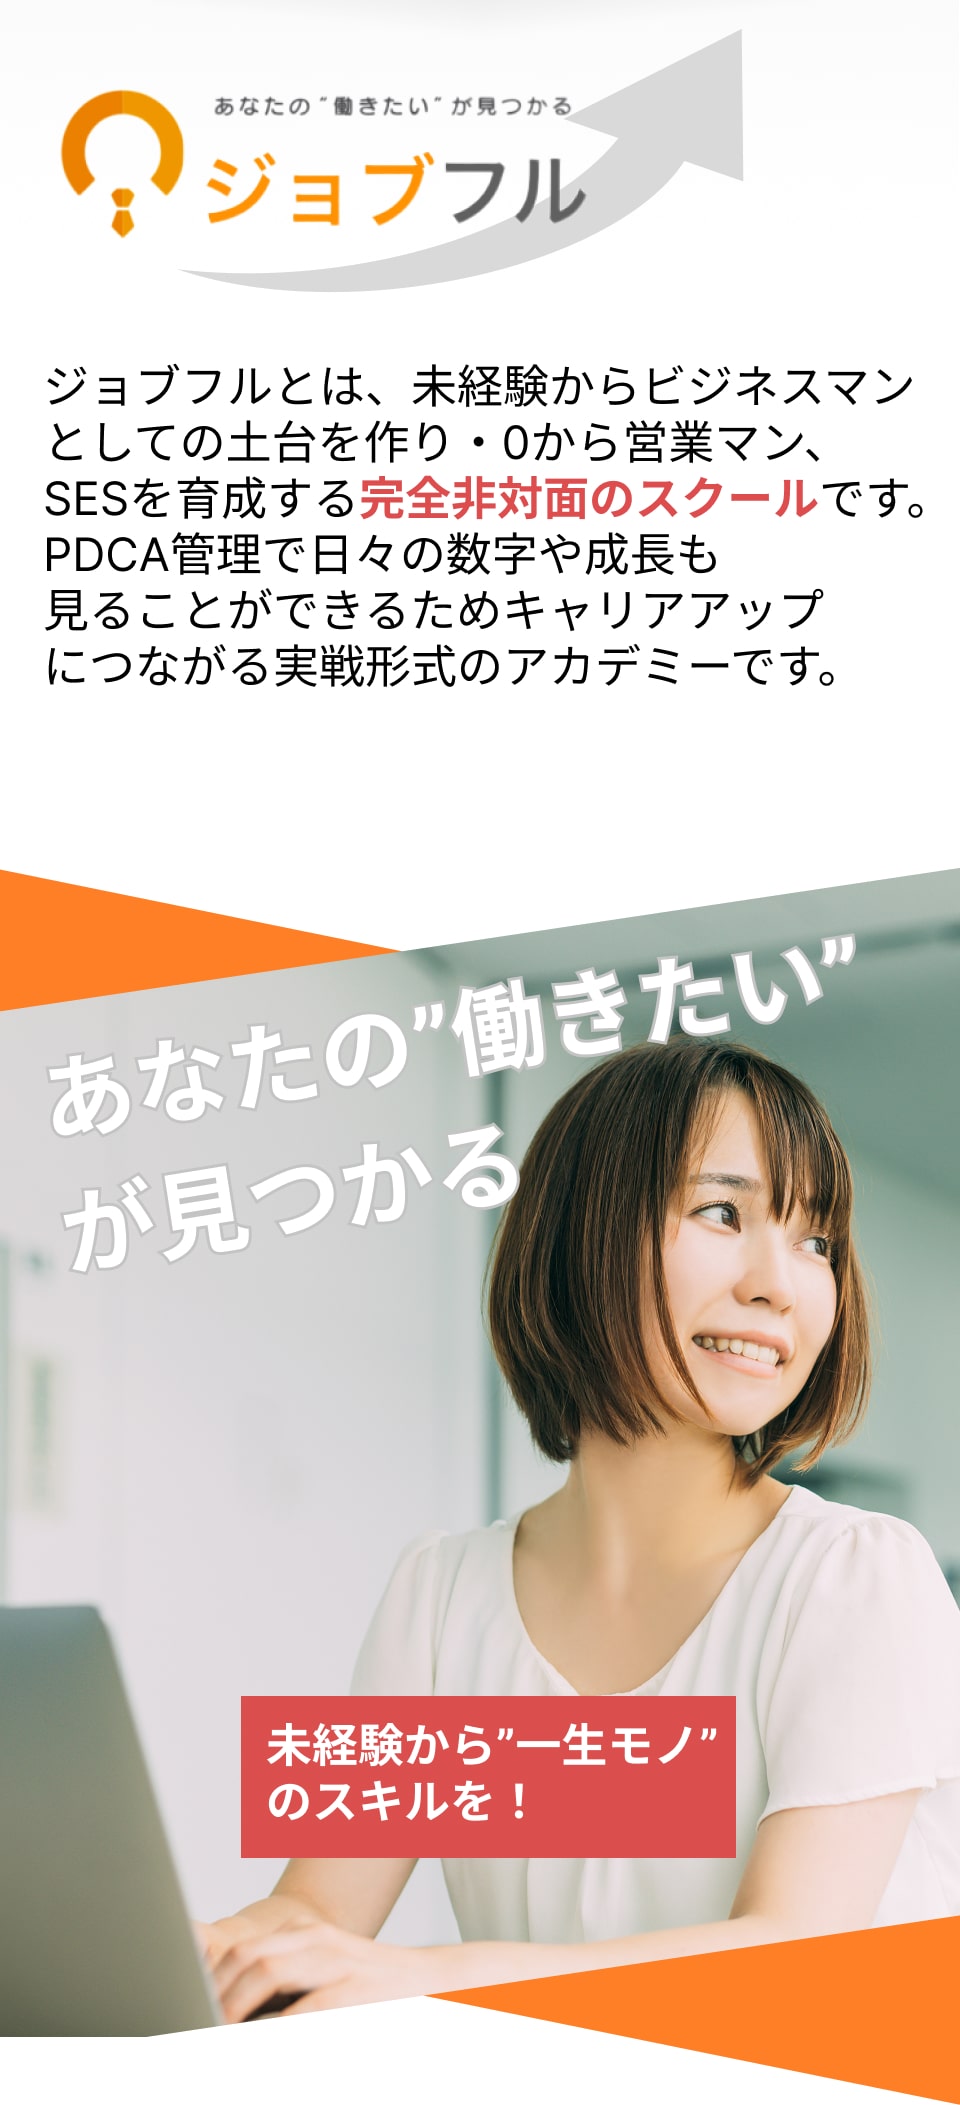 あなたの“働きたい”が見つかる
ジョブフル
ジョブフルとは、未経験からビジネスマン
としての土台を作り・0から営業マン、
SESを育成する完全非対面のスクールです。
PDCA管理で日々の数字や成長も
見ることができるためキャリアアップ
につながる実戦形式のアカデミーです。
あなたの”働きたい”
が見つかる
未経験から”一生モノ”
のスキルを！